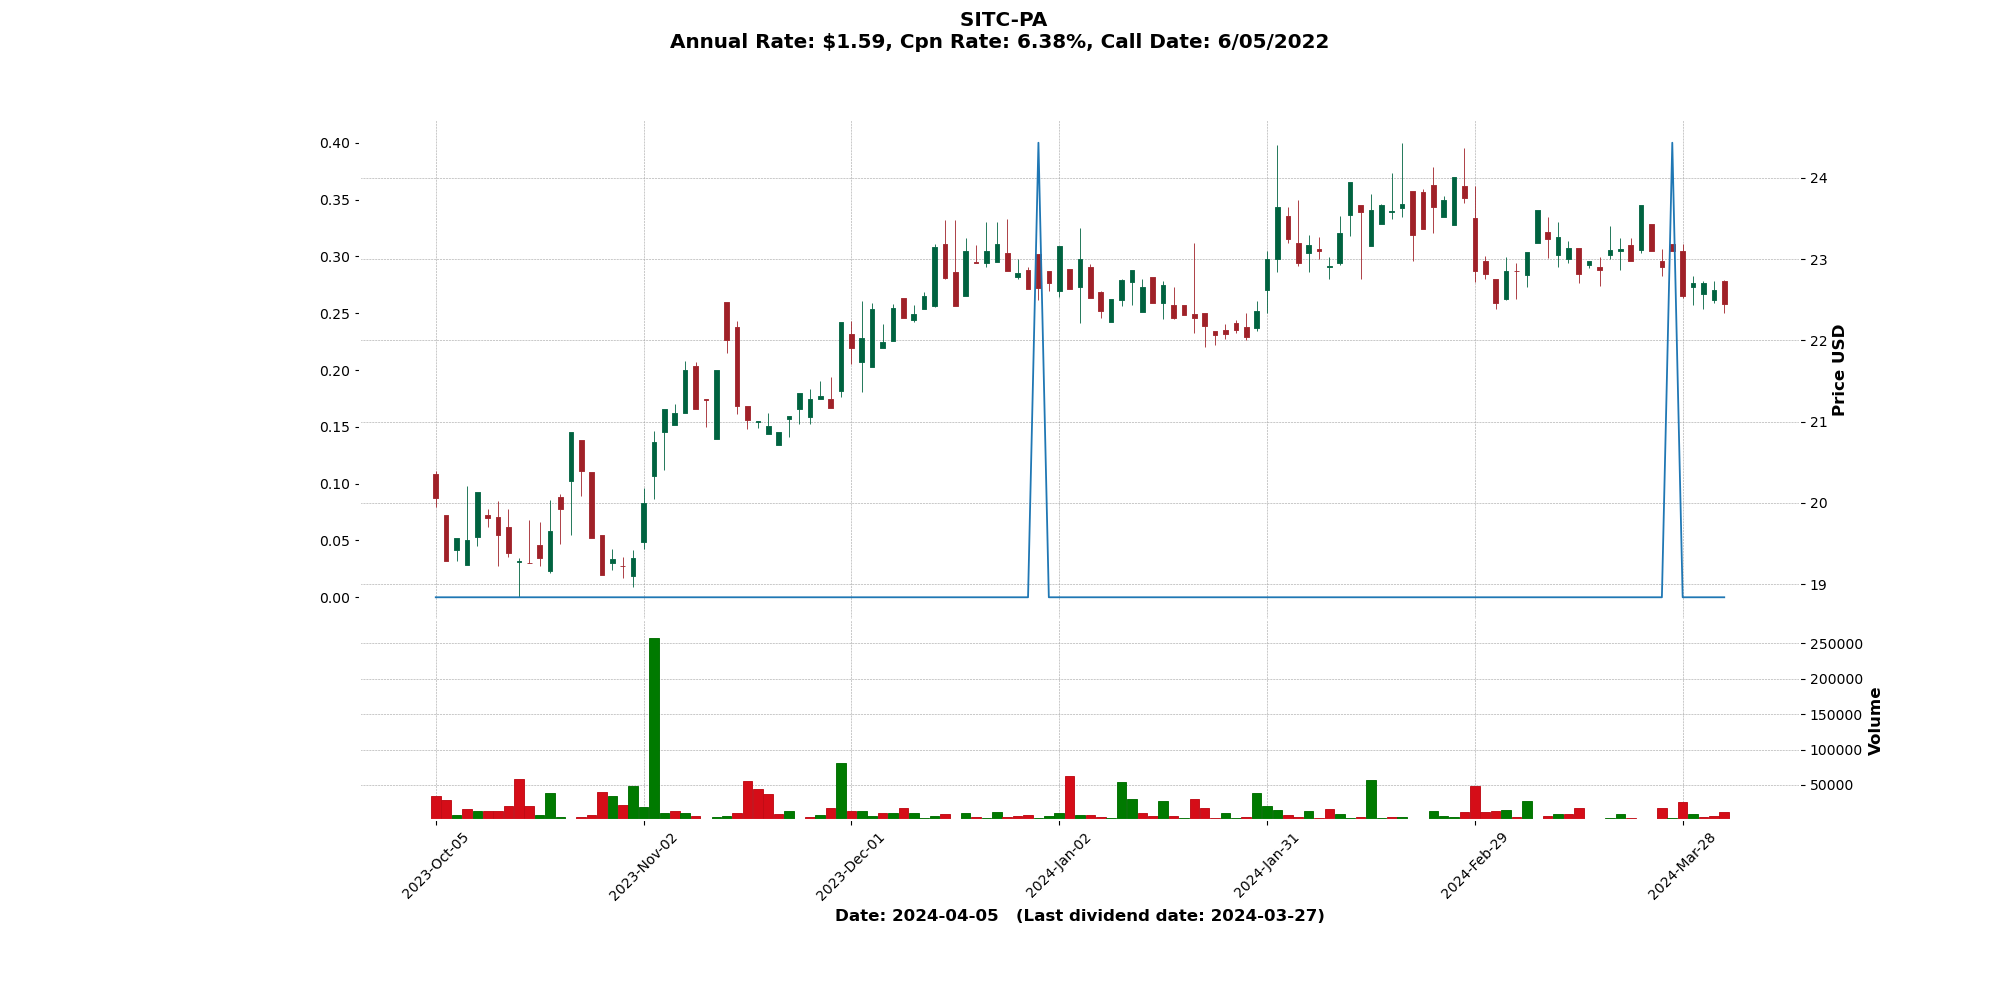 SITC-PA
Annual Rate: $1.59, Cpn Rate: 6.38%, Call Date: 6/05/2022
0.40
0.35
0.30
0.25
0.20
0.15
0.10
0.05
0.00
24
23
22
21
20
19
Price USD
250000
200000
150000
100000
50000
Volume
2023-Oct-05
2023-Nov-02
2023-Dec-01
2024-Jan-02
2024-Jan-31
2024-Feb-29
2024-Mar-28
Date: 2024-04-05 (Last dividend date: 2024-03-27)